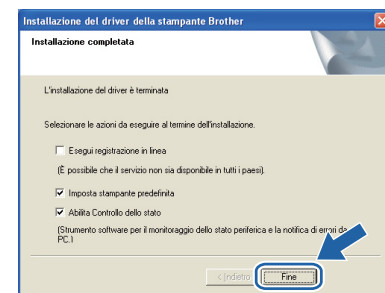 Installazione del driver della stampante Brother
Installazione completata
L'installazione del driver è terminata
Selezionare le azioni da eseguire al termine dell'installazione.
Esegui registrazione in linea
(È possibile che il servizio non sia disponibile in tutti i paesi).
Imposta stampante predefinita
Abilita Controllo dello stato
(Strumento software per il monitoraggio dello stato periferica e la notifica di errori da
PC.)
< Indietro
Fine